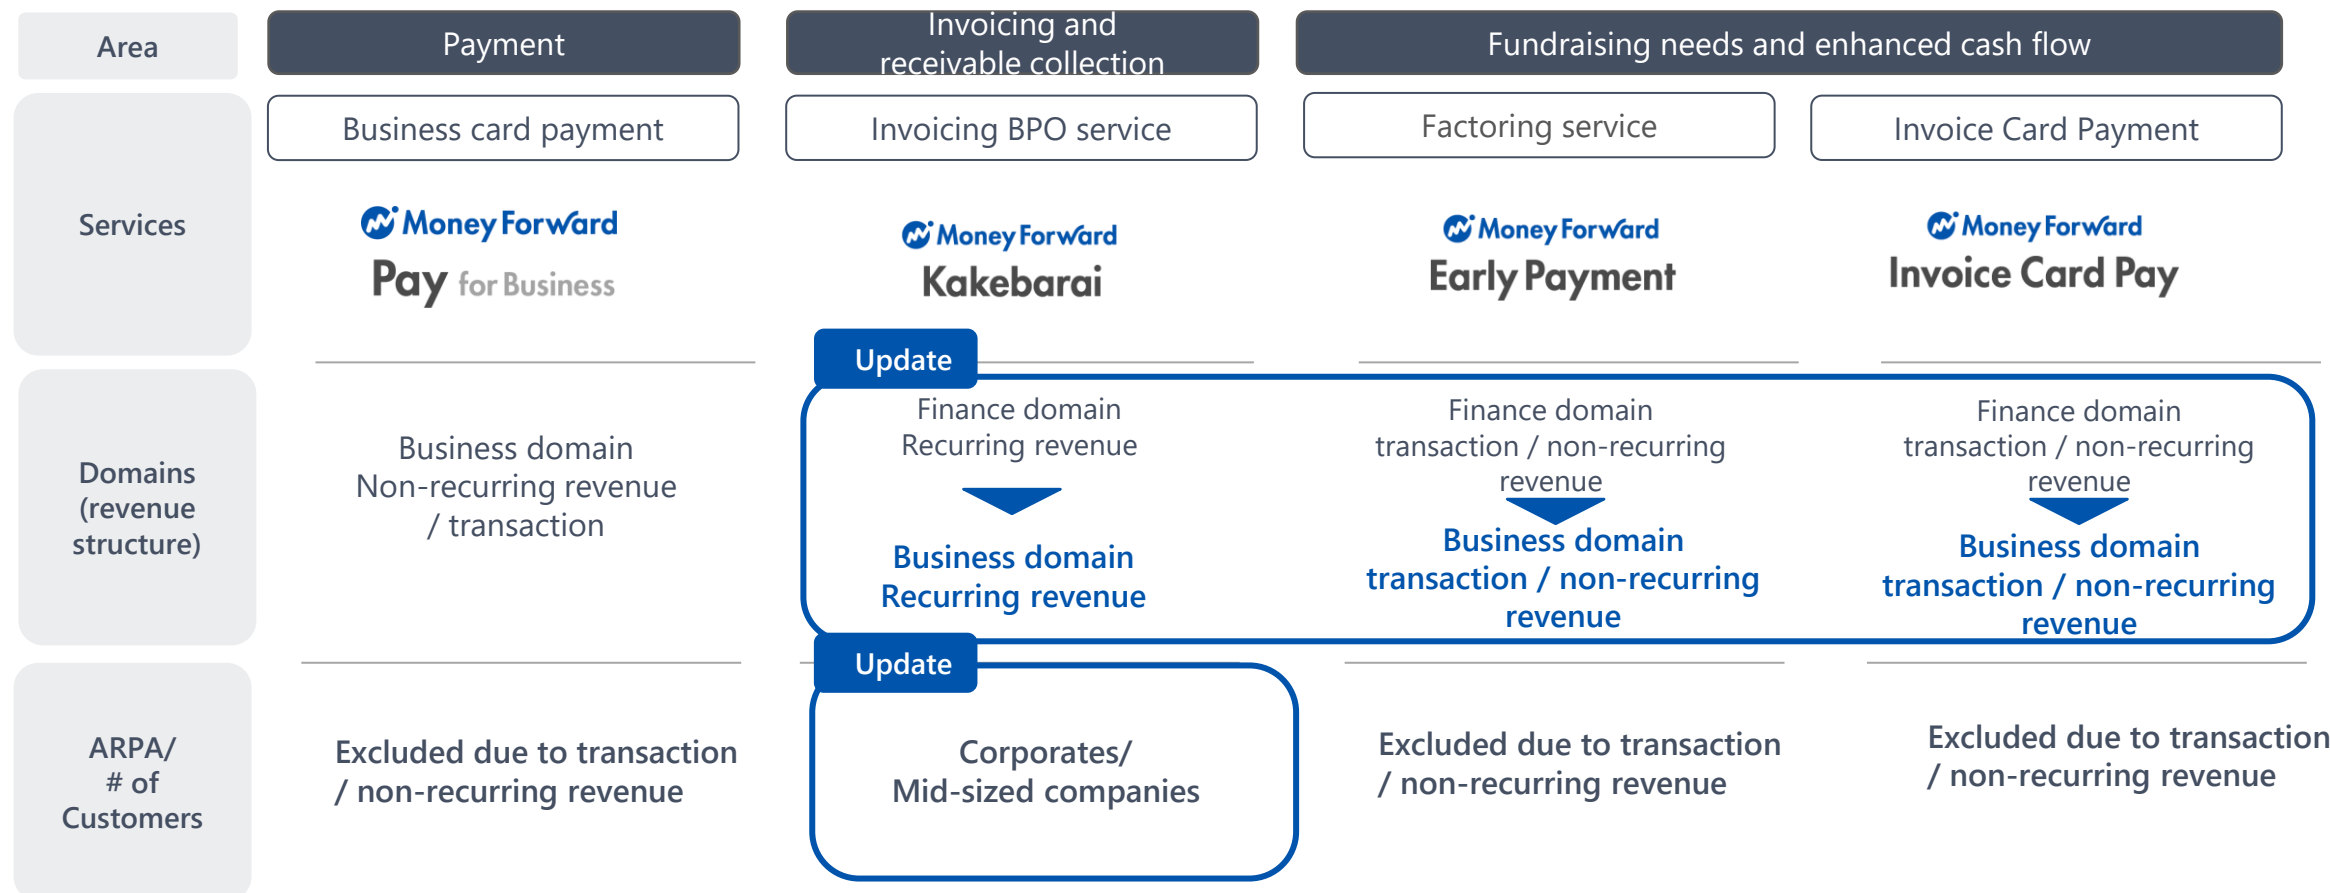 Area
Payment
Invoicing and
receivable collection
Fundraising needs and enhanced cash flow
Services
Business card payment
Invoicing BPO service
Factoring service
Invoice Card Payment
Money Forward
Pay for Business
Money Forward
Kakebarai
Money Forward
Early Payment
Money Forward
Invoice Card Pay
Update
Domains
(revenue
structure)
Business domain
Non-recurring revenue
/ transaction
Finance domain
Recurring revenue
Business domain
Recurring revenue
Finance domain
transaction / non-recurring
revenue
Business domain
transaction / non-recurring
revenue
Finance domain
transaction / non-recurring
revenue
Business domain
transaction / non-recurring
revenue
Update
ARPA/
# of
Customers
Excluded due to transaction
/ non-recurring revenue
Corporates/
Mid-sized companies
Excluded due to transaction
/ non-recurring revenue
Excluded due to transaction
/ non-recurring revenue